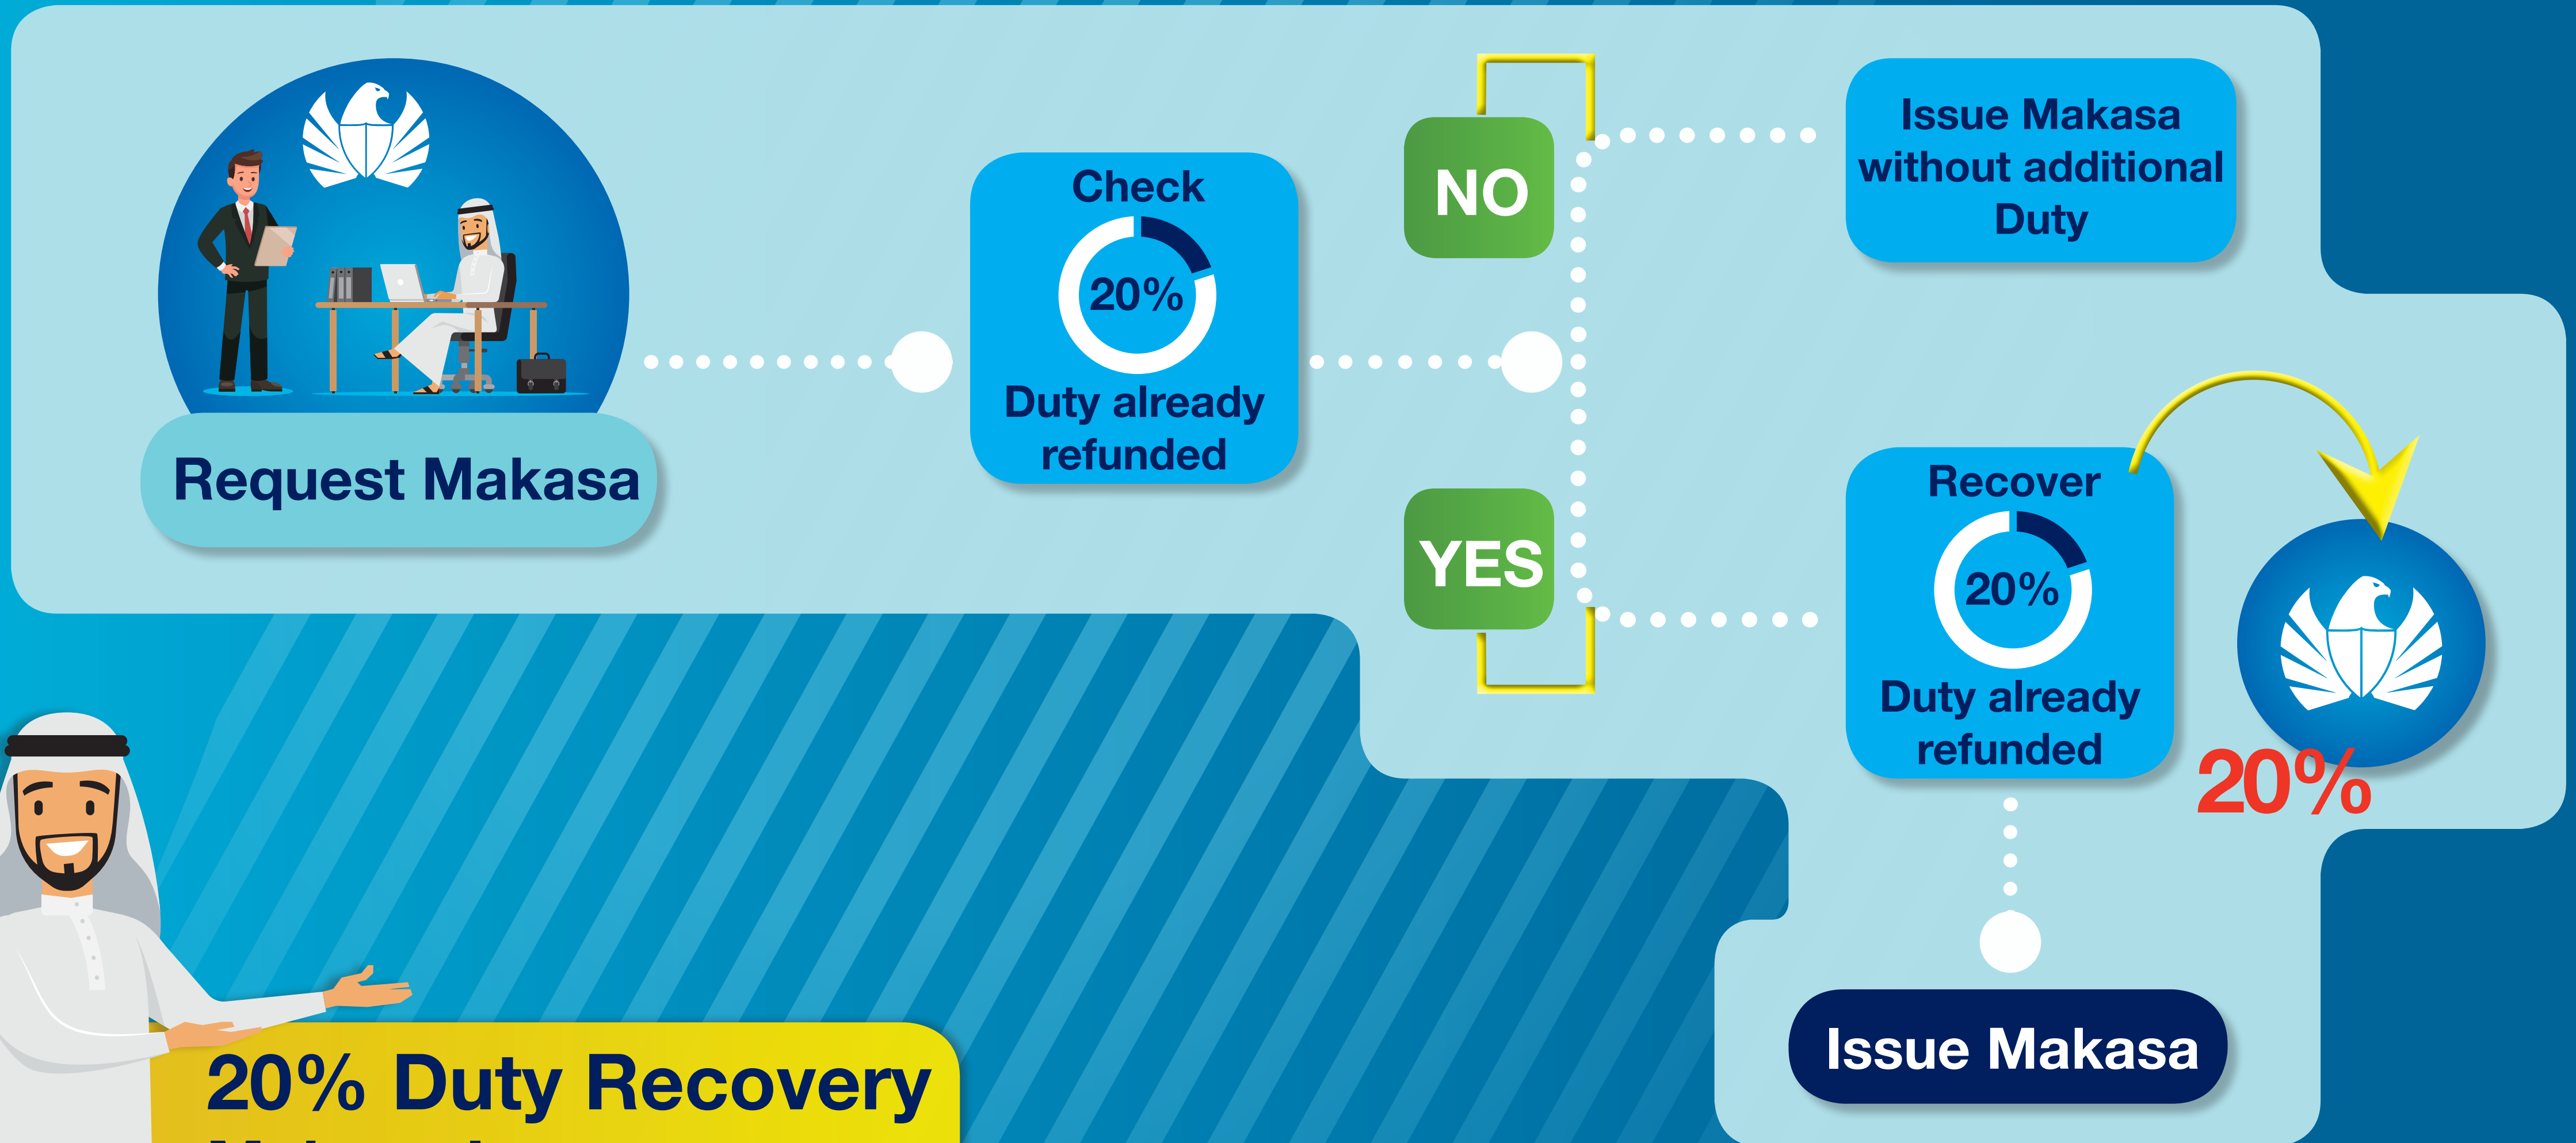 Request Makasa
Check
20%
Duty already
refunded
NO
YES
Issue Makasa
without additional
Duty
Recover
20%
Duty already
refunded
20%
Issue Makasa
20% Duty Recovery